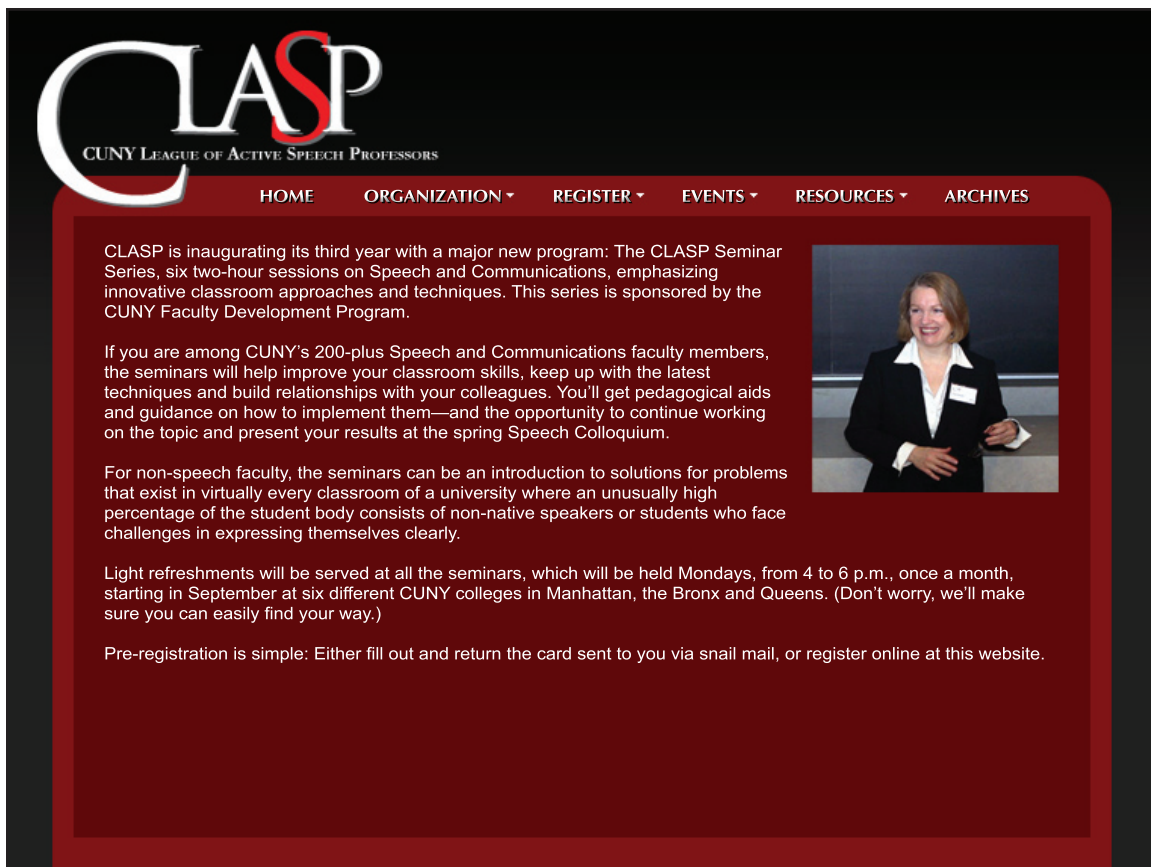 CLASP
CUNY LEAGUE OF ACTIVE SPEECH PROFESSORS
HOME ORGANIZATION REGISTER EVENTS RESOURCES ARCHIVES
CLASP is inaugurating its third year with a major new program: The CLASP Seminar
Series, six two-hour sessions on Speech and Communications, emphasizing
innovative classroom approaches and techniques. This series is sponsored by the
CUNY Faculty Development Program.
If you are among CUNY’s 200-plus Speech and Communications faculty members,
the seminars will help improve your classroom skills, keep up with the latest
techniques and build relationships with your colleagues. You’ll get pedagogical aids
and guidance on how to implement them—and the opportunity to continue working
on the topic and present your results at the spring Speech Colloquium.
For non-speech faculty, the seminars can be an introduction to solutions for problems
that exist in virtually every classroom of a university where an unusually high
percentage of the student body consists of non-native speakers or students who face
challenges in expressing themselves clearly.
Light refreshments will be served at all the seminars, which will be held Mondays, from 4 to 6 p.m., once a month,
starting in September at six different CUNY colleges in Manhattan, the Bronx and Queens. (Don’t worry, we’ll make
sure you can easily find your way.)
Pre-registration is simple: Either fill out and return the card sent to you via snail mail, or register online at this website.